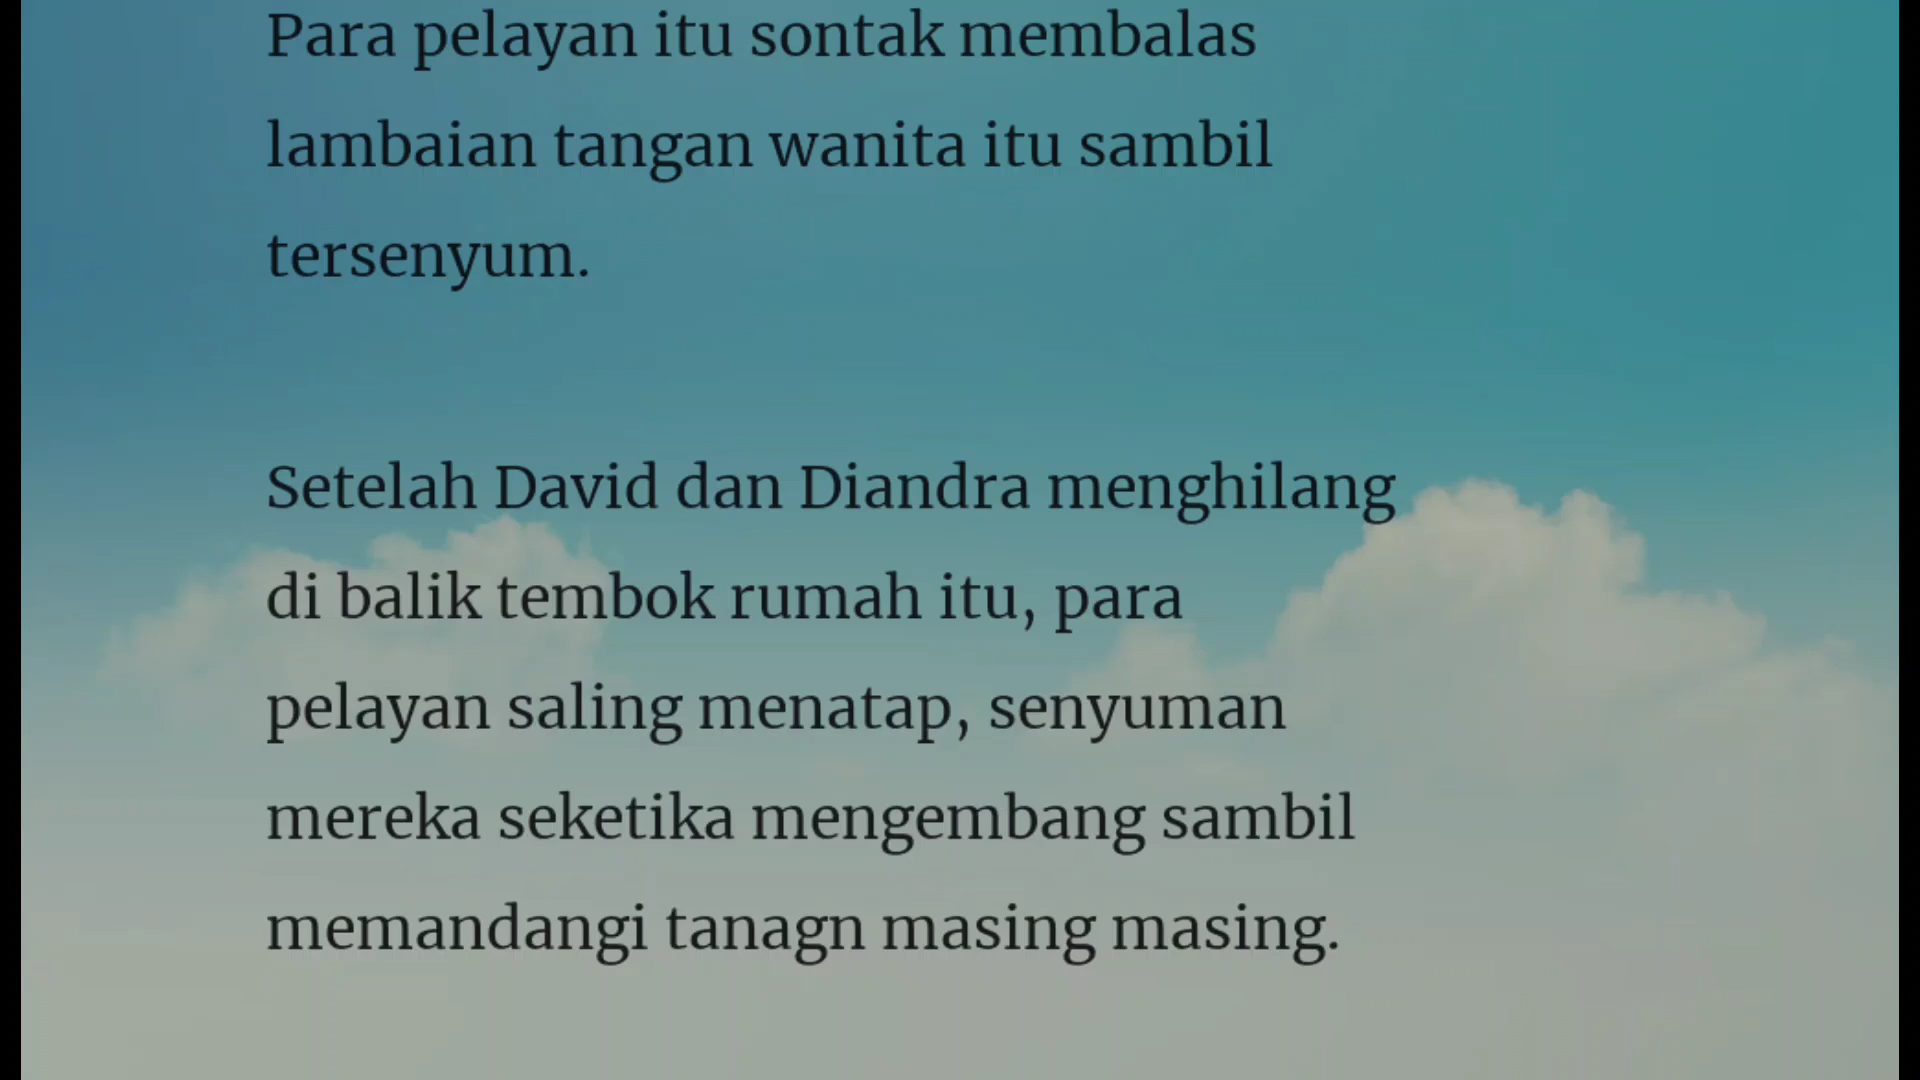 Para pelayan itu sontak membalas
lambaian tangan wanita itu sambil
tersenyum.
Setelah David dan Diandra menghilang
di balik tembok rumah itu, para
pelayan saling menatap, senyuman
mereka seketika mengembang sambil
memandangi tanagn masing masing.